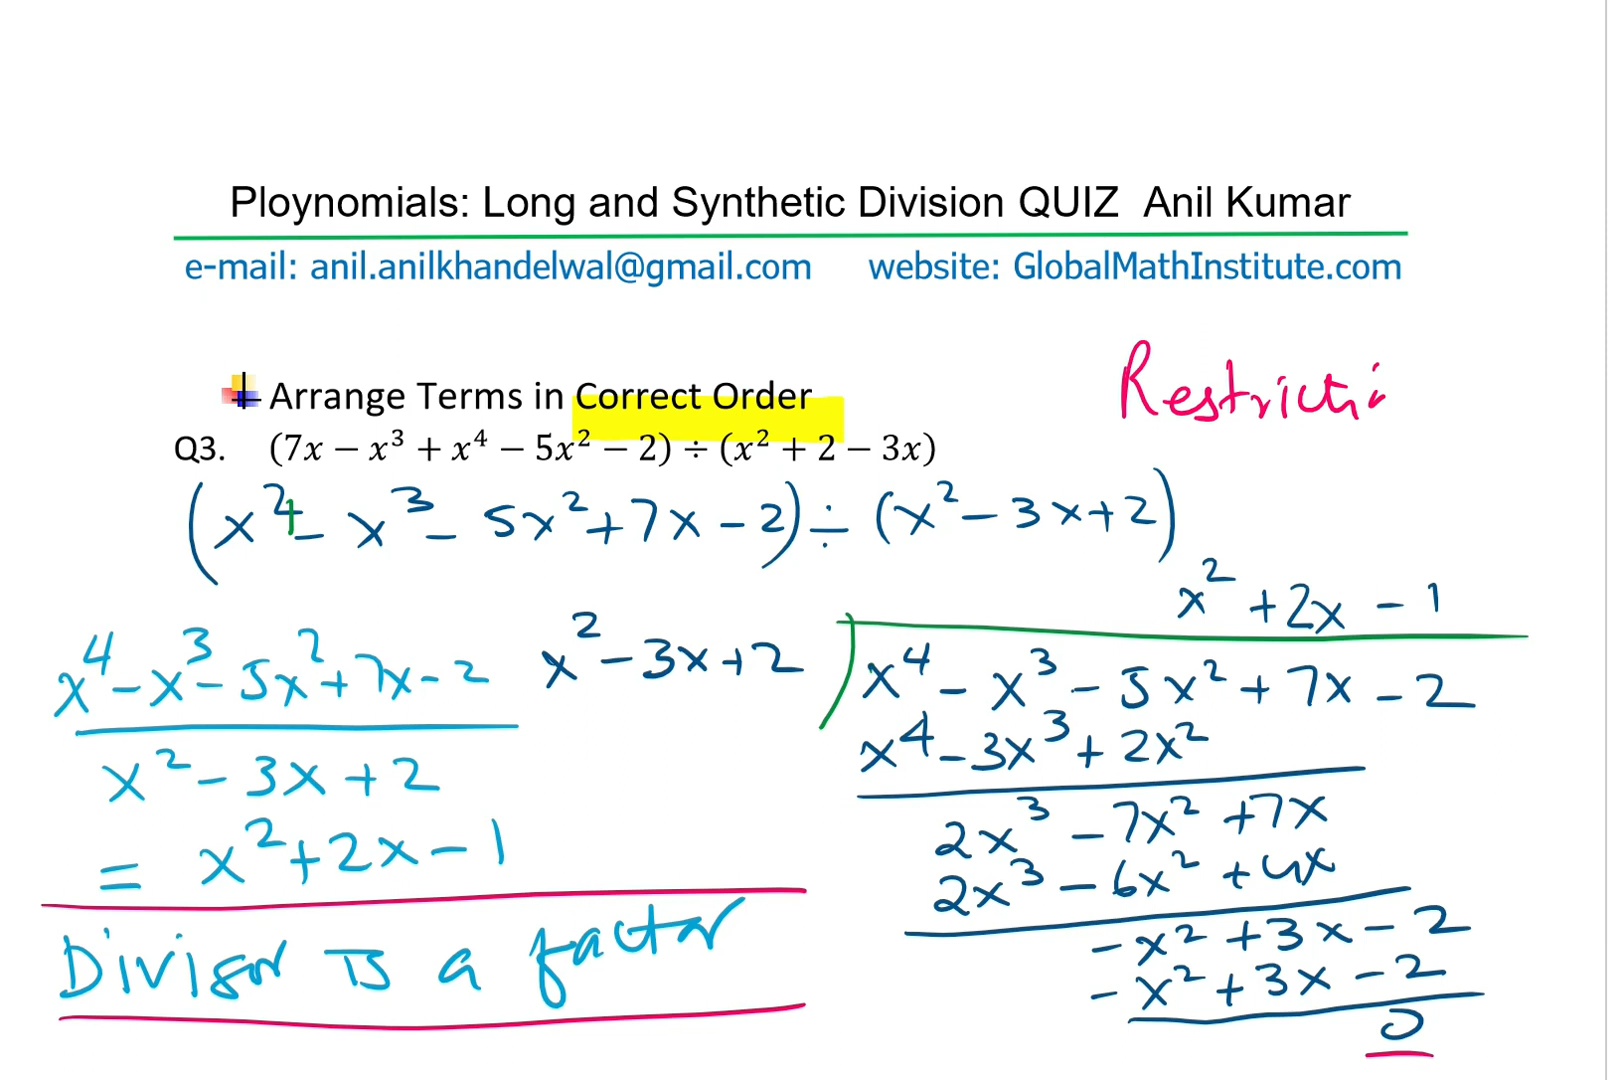 Ploynomials: Long and Synthetic Division QUIZ  Anil Kumar
e-mail: anil.anilkhandelwal@gmail.com website: GlobalMathInstitute.com
Arrange Terms in Correct Order
Restricti
Q3. (7x − x³ + x⁴ − 5x² − 2) ÷ (x² + 2 − 3x)
(x⁴ − x³ − 5x² + 7x − 2) ÷ (x² − 3x + 2)
x⁴ − x³ − 5x² + 7x − 2
x² − 3x + 2
= x² + 2x − 1
Divisor is a factor
x² + 2x − 1
x² − 3x + 2 ) x⁴ − x³ − 5x² + 7x − 2
x⁴ − 3x³ + 2x²
2x³ − 7x² + 7x
2x³ − 6x² + 4x
− x² + 3x − 2
− x² + 3x − 2
0